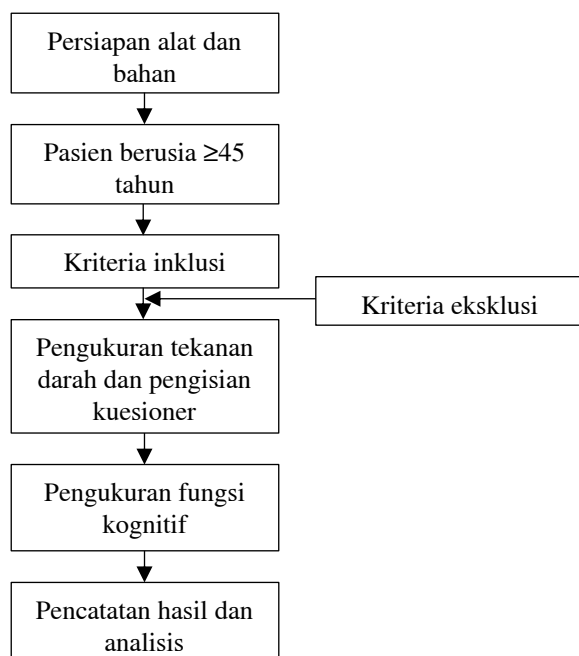 Persiapan alat dan
bahan
Pasien berusia ≥45
tahun
Kriteria inklusi
Kriteria eksklusi
Pengukuran tekanan
darah dan pengisian
kuesioner
Pengukuran fungsi
kognitif
Pencatatan hasil dan
analisis